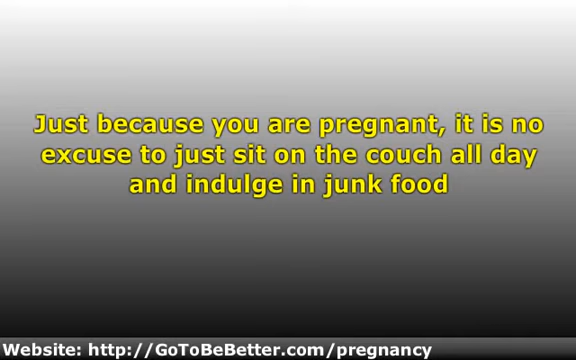 Just because you are pregnant, it is no
excuse to just sit on the couch all day
and indulge in junk food
Website: http://GoToBeBetter.com/pregnancy